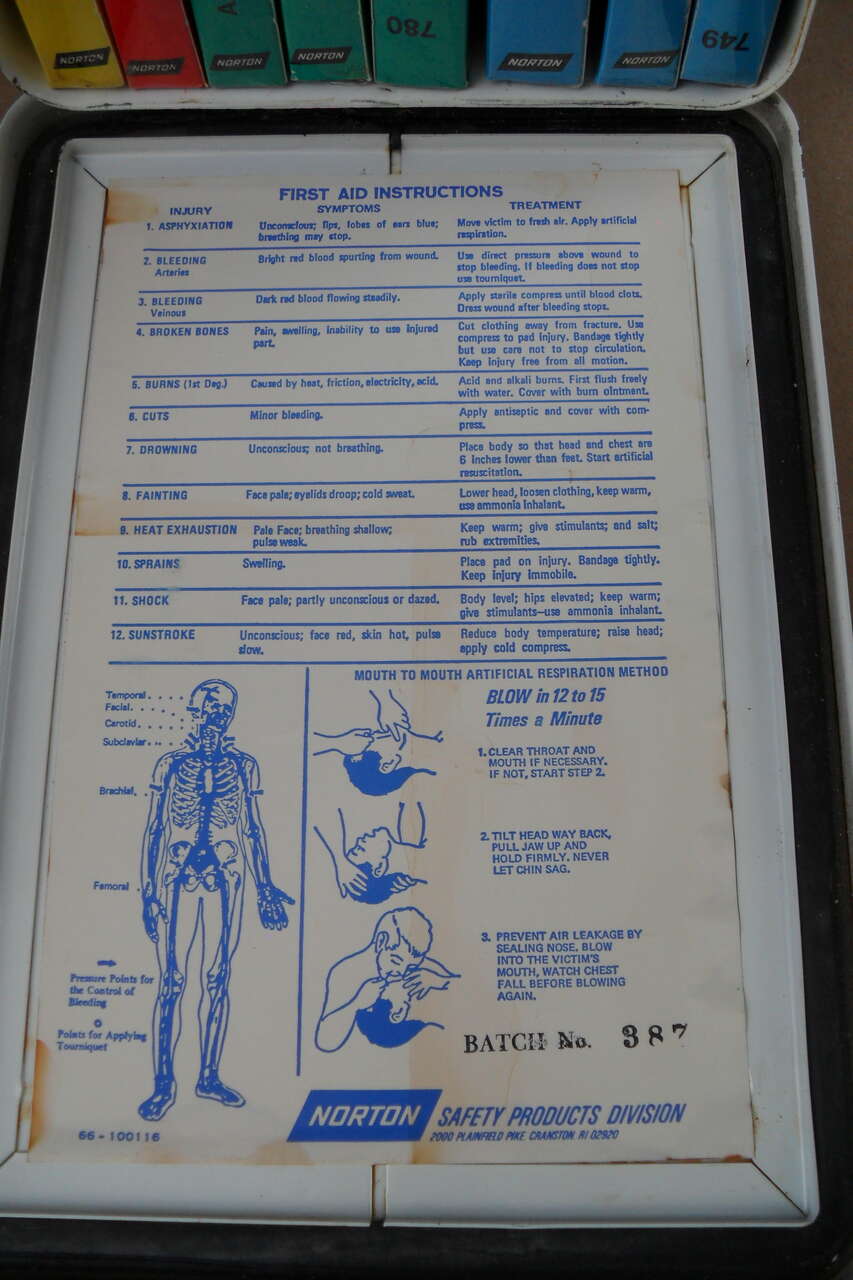 NORTON
NORTON
A
NORTON
NORTON
780
NORTON
NORTON
749
FIRST AID INSTRUCTIONS
INJURY SYMPTOMS TREATMENT
1. ASPHYXIATION Unconscious; lips, lobes of ears blue; breathing may stop. Move victim to fresh air. Apply artificial respiration.
2. BLEEDING Arteries Bright red blood spurting from wound. Use direct pressure above wound to stop bleeding. If bleeding does not stop use tourniquet.
3. BLEEDING Veinous Dark red blood flowing steadily. Apply sterile compress until blood clots. Dress wound after bleeding stops.
4. BROKEN BONES Pain, swelling, inability to use injured part. Cut clothing away from fracture. Use compress to pad injury. Bandage tightly but use care not to stop circulation. Keep injury free from all motion.
5. BURNS (1st Deg.) Caused by heat, friction, electricity, acid. Acid and alkali burns. First flush freely with water. Cover with burn ointment.
6. CUTS Minor bleeding. Apply antiseptic and cover with com-press.
7. DROWNING Unconscious; not breathing. Place body so that head and chest are 6 inches lower than feet. Start artificial resuscitation.
8. FAINTING Face pale; eyelids droop; cold sweat. Lower head, loosen clothing, keep warm, use ammonia inhalant.
9. HEAT EXHAUSTION Pale Face; breathing shallow; pulse weak. Keep warm; give stimulants; and salt; rub extremities.
10. SPRAINS Swelling. Place pad on injury. Bandage tightly. Keep injury immobile.
11. SHOCK Face pale; partly unconscious or dazed. Body level; hips elevated; keep warm; give stimulants—use ammonia inhalant.
12. SUNSTROKE Unconscious; face red, skin hot, pulse slow. Reduce body temperature; raise head; apply cold compress.
Temporal
Facial
Carotid
Subclavier
Brachial
Femoral
Pressure Points for
the Control of
Bleeding
Points for Applying
Tourniquet
66-100116
MOUTH TO MOUTH ARTIFICIAL RESPIRATION METHOD
BLOW in 12 to 15
Times a Minute
1. CLEAR THROAT AND
MOUTH IF NECESSARY.
IF NOT, START STEP 2.
2. TILT HEAD WAY BACK,
PULL JAW UP AND
HOLD FIRMLY. NEVER
LET CHIN SAG.
3. PREVENT AIR LEAKAGE BY
SEALING NOSE. BLOW
INTO THE VICTIM'S
MOUTH, WATCH CHEST
FALL BEFORE BLOWING
AGAIN.
BATCH No. 387
NORTON SAFETY PRODUCTS DIVISION
2000 PLAINFIELD PIKE, CRANSTON, RI 02920